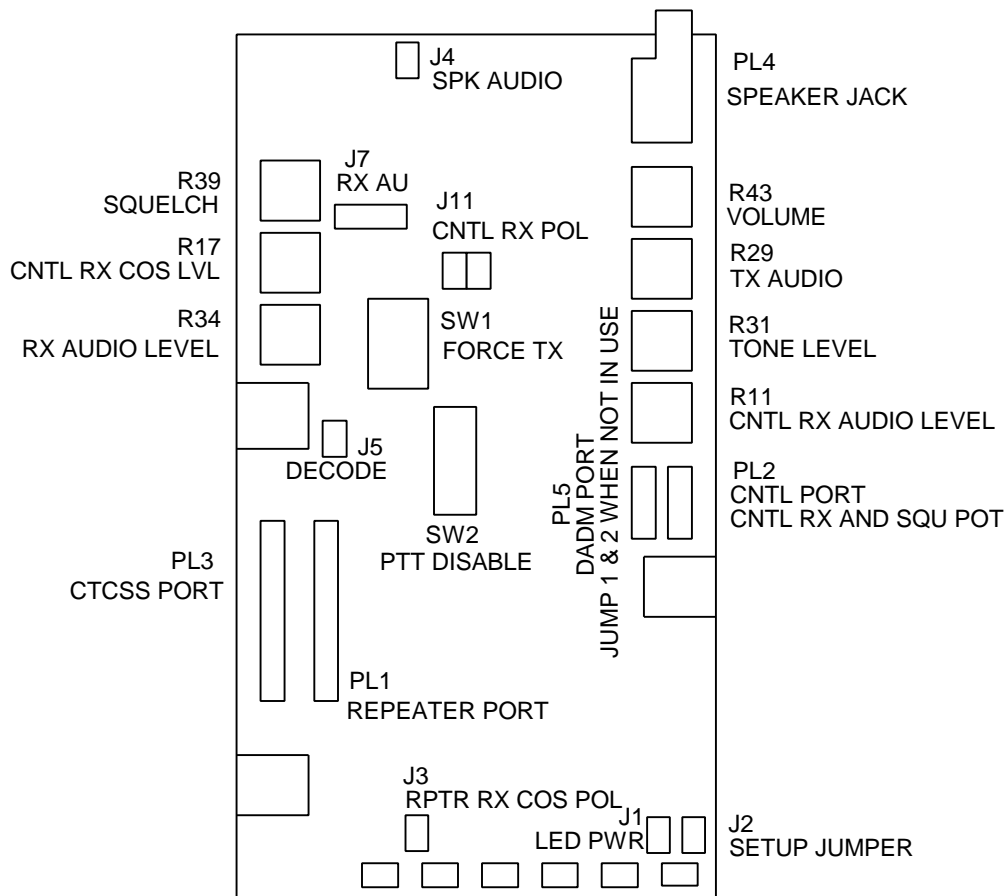 J4
SPK AUDIO
PL4
SPEAKER JACK
R39
SQUELCH
J7
RX AU
J11
CNTL RX POL
R43
VOLUME
R17
CNTL RX COS LVL
R29
TX AUDIO
R34
RX AUDIO LEVEL
SW1
FORCE TX
R31
TONE LEVEL
R11
CNTL RX AUDIO LEVEL
J5
DECODE
PL5
DADM PORT
JUMP 1 & 2 WHEN NOT IN USE
PL2
CNTL PORT
CNTL RX AND SQU POT
SW2
PTT DISABLE
PL3
CTCSS PORT
PL1
REPEATER PORT
J3
RPTR RX COS POL
J1
LED PWR
J2
SETUP JUMPER